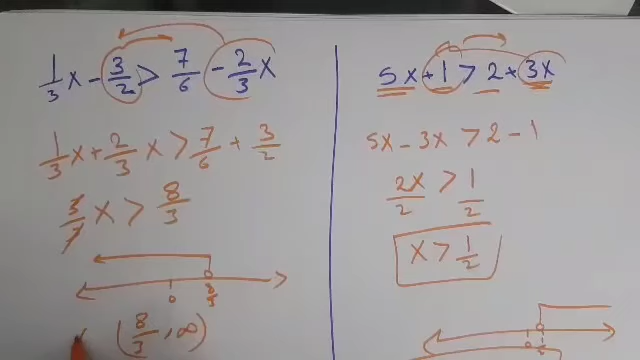 1/3 x - 3/2 > 7/6 - 2/3 x
1/3 x + 2/3 x > 7/6 + 3/2
3/3 x > 8/3
0 8/3
(8/3, ∞)
5x + 1 > 2 + 3x
5x - 3x > 2 - 1
2x/2 > 1/2
x > 1/2
0